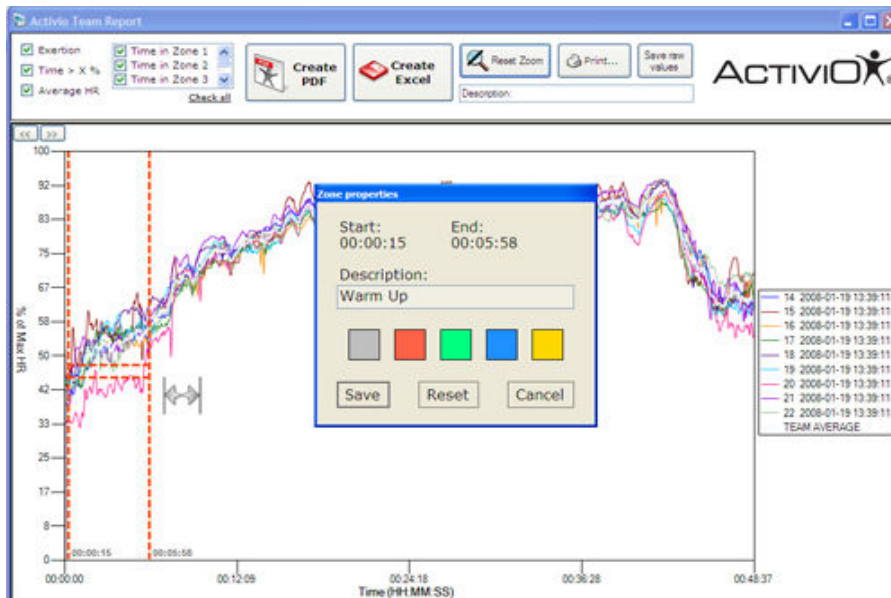 Activio Team Report
Exertion
Time > X %
Average HR
Time in Zone 1
Time in Zone 2
Time in Zone 3
Check all
Create PDF
Create Excel
Reset Zoom
Print...
Save raw values
Description:
ACTIVIO
<< >>
Zone properties
Start: End:
00:00:15 00:05:58
Description:
Warm Up
Save Reset Cancel
% of Max HR
100
92
83
75
67
58
50
42
33
25
17
8
0
00:00:15 00:05:58
00:00:00 00:12:09 00:24:18 00:36:28 00:48:37
Time (HH:MM:SS)
14 2008-01-19 13:39:11
15 2008-01-19 13:39:11
16 2008-01-19 13:39:11
17 2008-01-19 13:39:11
18 2008-01-19 13:39:11
19 2008-01-19 13:39:11
20 2008-01-19 13:39:11
21 2008-01-19 13:39:11
22 2008-01-19 13:39:11
TEAM AVERAGE